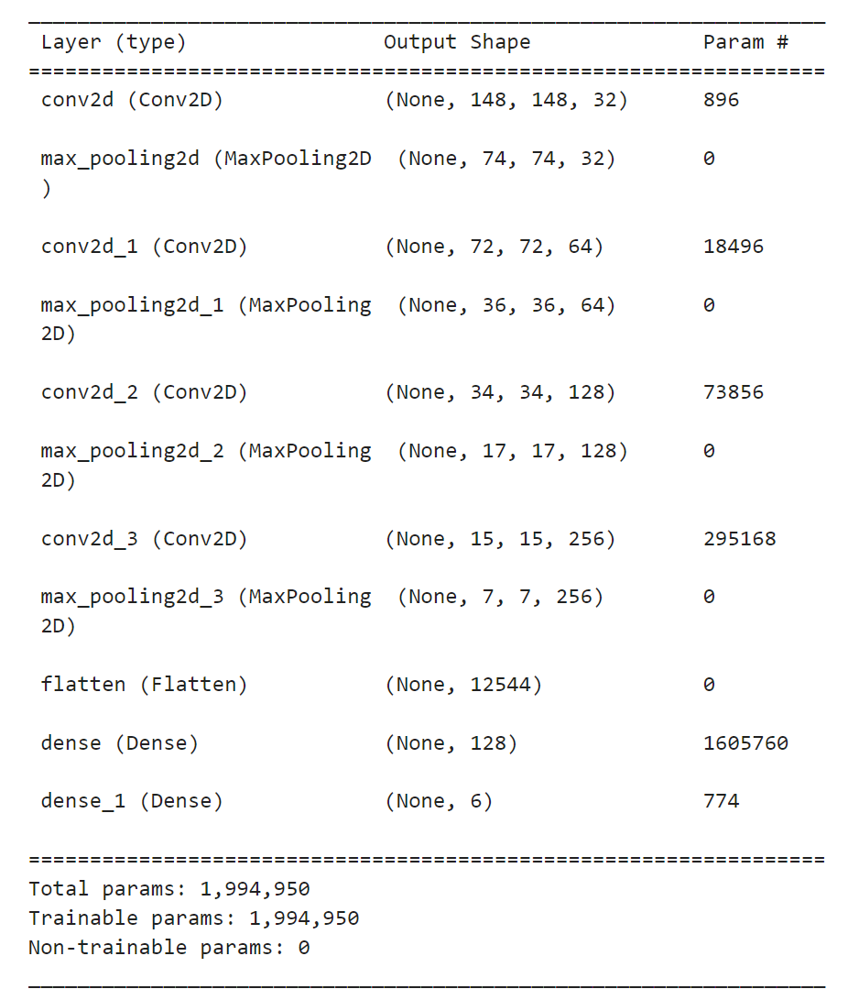 Layer (type) Output Shape Param #
=================================================================
conv2d (Conv2D) (None, 148, 148, 32) 896
max_pooling2d (MaxPooling2D (None, 74, 74, 32) 0
)
conv2d_1 (Conv2D) (None, 72, 72, 64) 18496
max_pooling2d_1 (MaxPooling (None, 36, 36, 64) 0
2D)
conv2d_2 (Conv2D) (None, 34, 34, 128) 73856
max_pooling2d_2 (MaxPooling (None, 17, 17, 128) 0
2D)
conv2d_3 (Conv2D) (None, 15, 15, 256) 295168
max_pooling2d_3 (MaxPooling (None, 7, 7, 256) 0
2D)
flatten (Flatten) (None, 12544) 0
dense (Dense) (None, 128) 1605760
dense_1 (Dense) (None, 6) 774
=================================================================
Total params: 1,994,950
Trainable params: 1,994,950
Non-trainable params: 0